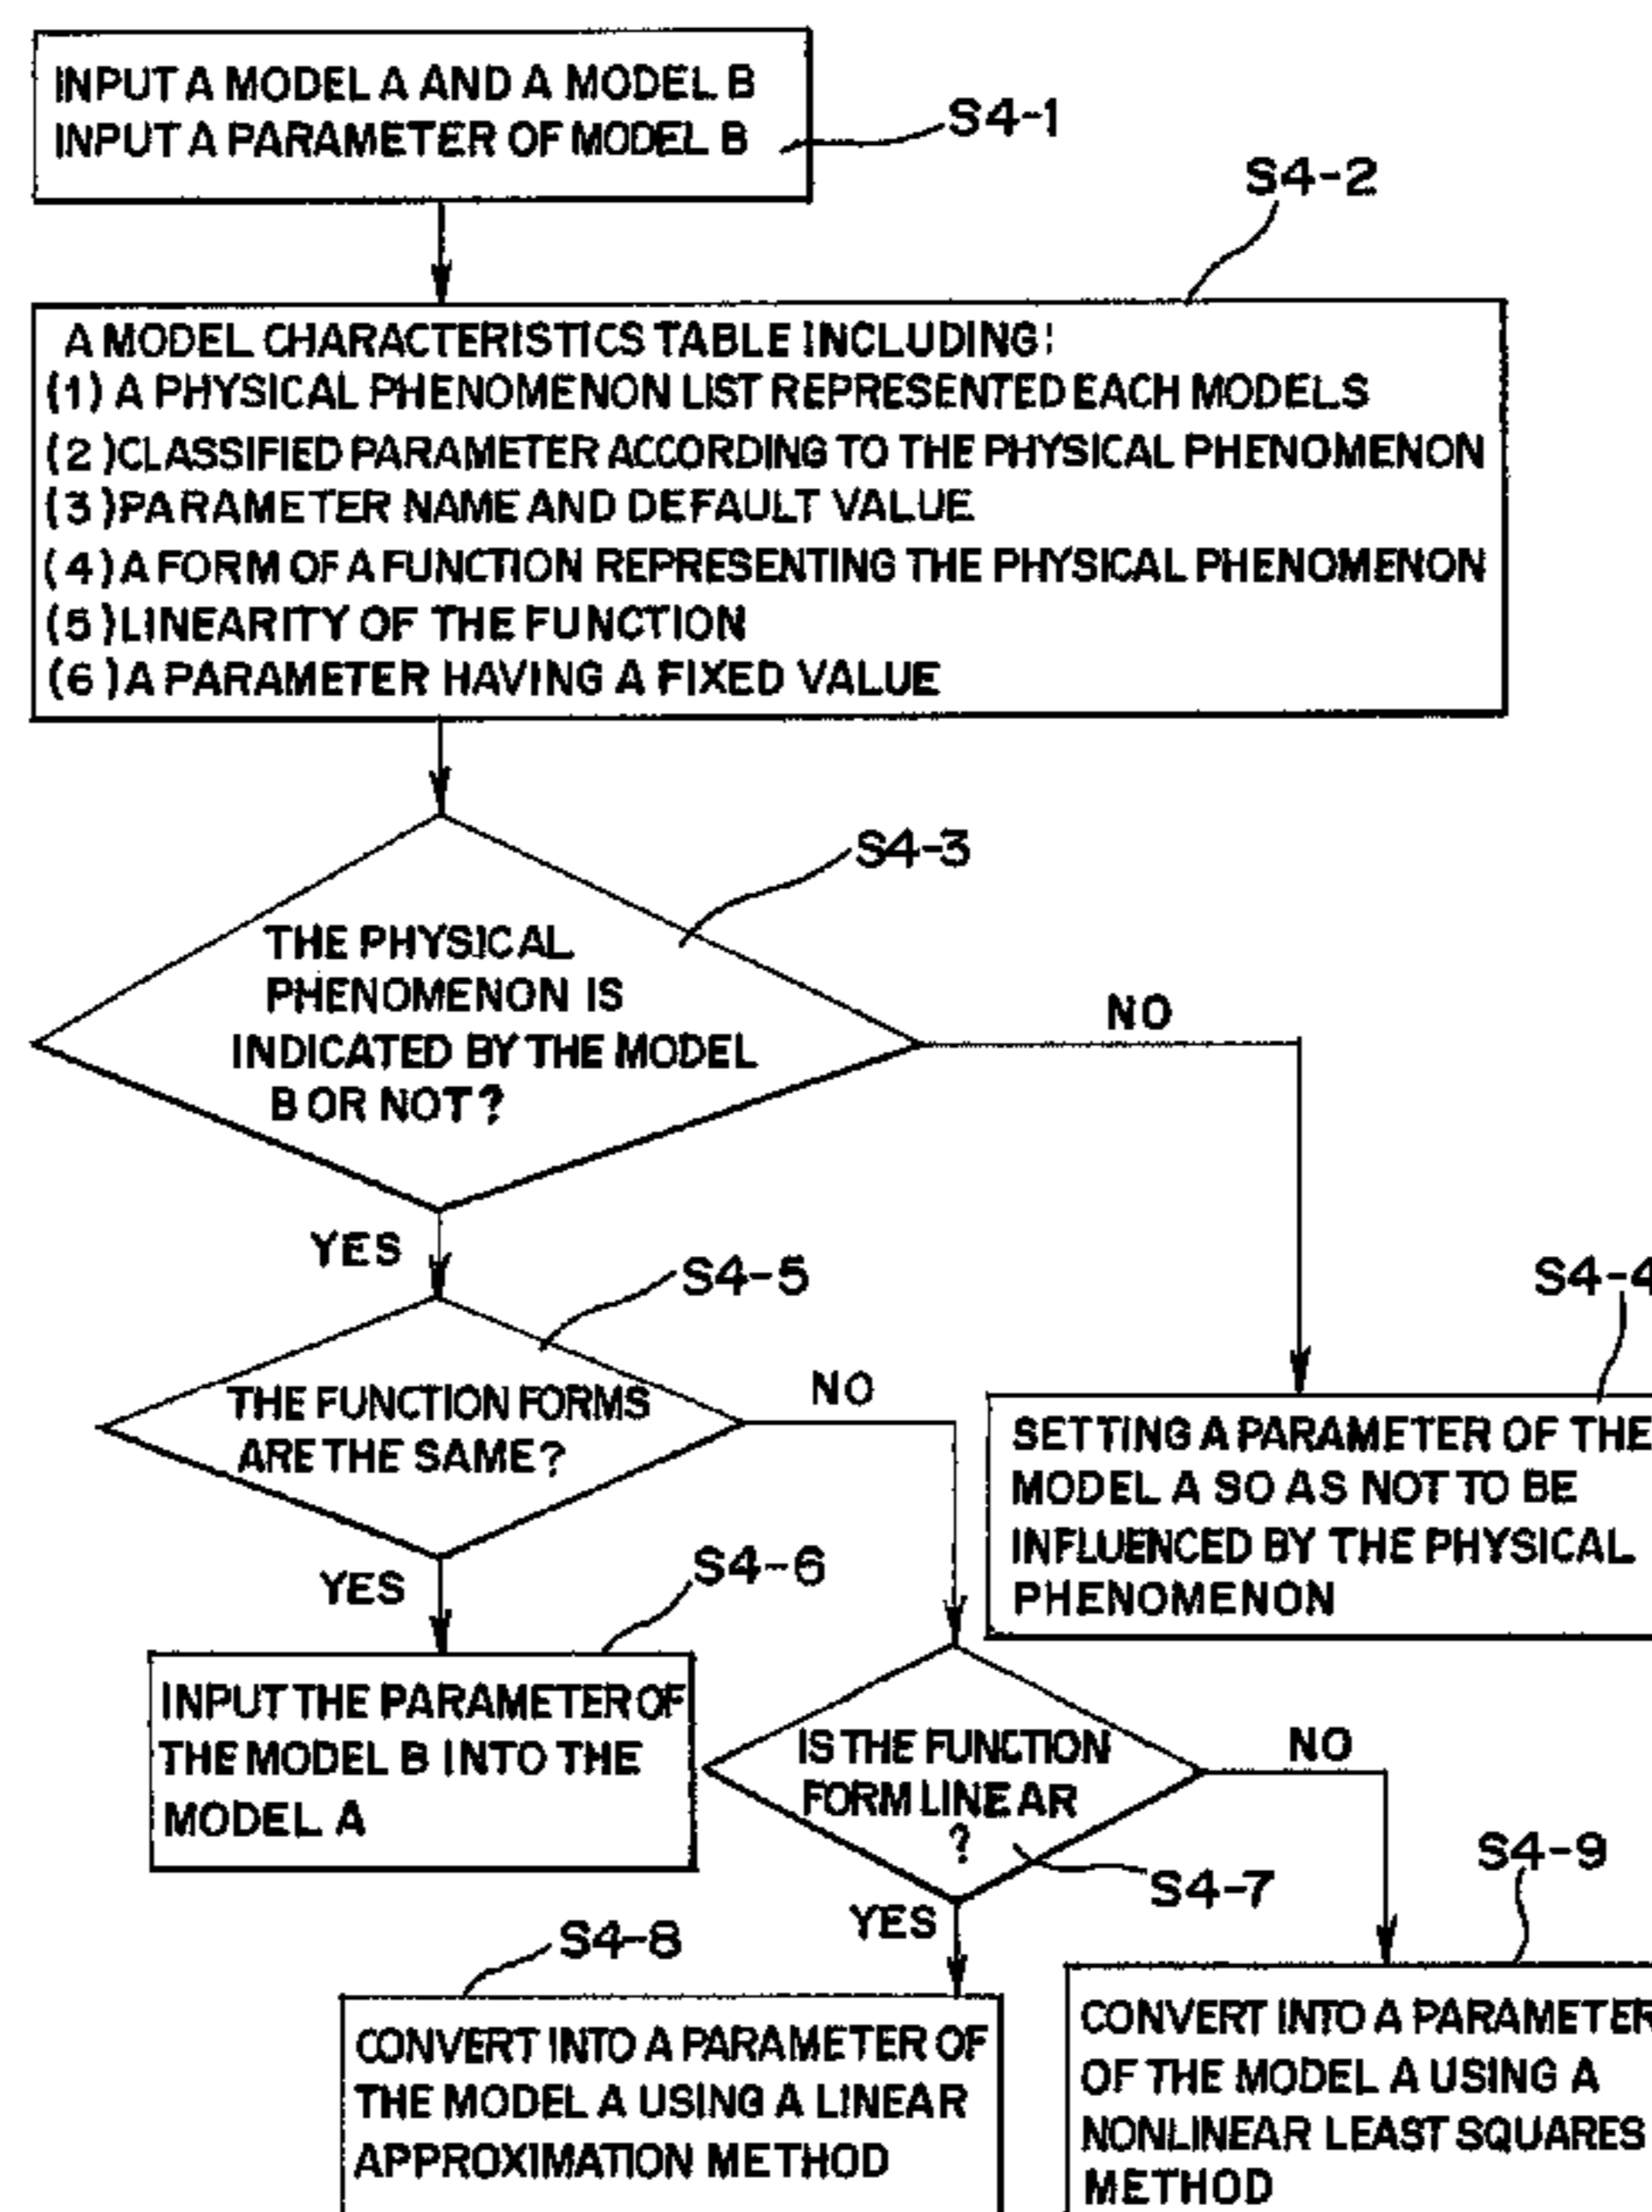 INPUT A MODEL A AND A MODEL B
INPUT A PARAMETER OF MODEL B
S4-1
S4-2
A MODEL CHARACTERISTICS TABLE INCLUDING:
(1) A PHYSICAL PHENOMENON LIST REPRESENTED EACH MODELS
(2) CLASSIFIED PARAMETER ACCORDING TO THE PHYSICAL PHENOMENON
(3) PARAMETER NAME AND DEFAULT VALUE
(4) A FORM OF A FUNCTION REPRESENTING THE PHYSICAL PHENOMENON
(5) LINEARITY OF THE FUNCTION
(6) A PARAMETER HAVING A FIXED VALUE
S4-3
THE PHYSICAL
PHENOMENON IS
INDICATED BY THE MODEL
B OR NOT?
NO
YES
S4-4
S4-5
THE FUNCTION FORMS
ARE THE SAME?
NO
SETTING A PARAMETER OF THE
MODEL A SO AS NOT TO BE
INFLUENCED BY THE PHYSICAL
PHENOMENON
YES
S4-6
INPUT THE PARAMETER OF
THE MODEL B INTO THE
MODEL A
IS THE FUNCTION
FORM LINEAR
?
NO
S4-7
YES
S4-9
S4-8
CONVERT INTO A PARAMETER OF
THE MODEL A USING A LINEAR
APPROXIMATION METHOD
CONVERT INTO A PARAMETER
OF THE MODEL A USING A
NONLINEAR LEAST SQUARES
METHOD